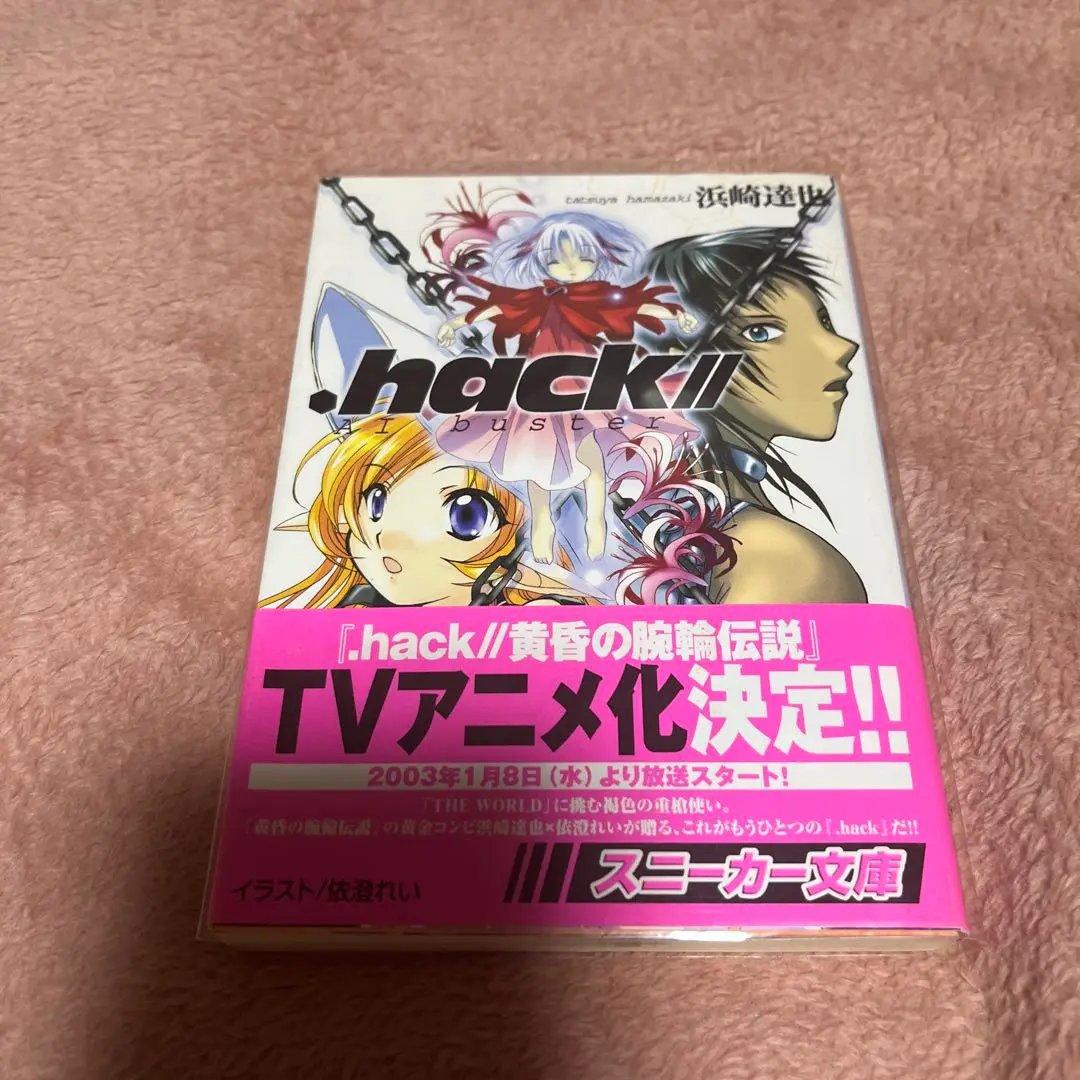 tatsuya hamazaki 浜崎達也
.hack//
AI buster
『.hack//黄昏の腕輪伝説』
TVアニメ化決定!!
2003年1月8日(水)より放送スタート!
「THE WORLD」に挑む褐色の重槍使い。
『黄昏の腕輪伝説』の黄金コンビ浜崎達也×依澄れいが贈る、これがもうひとつの『.hack』だ!!
スニーカー文庫
イラスト/依澄れい